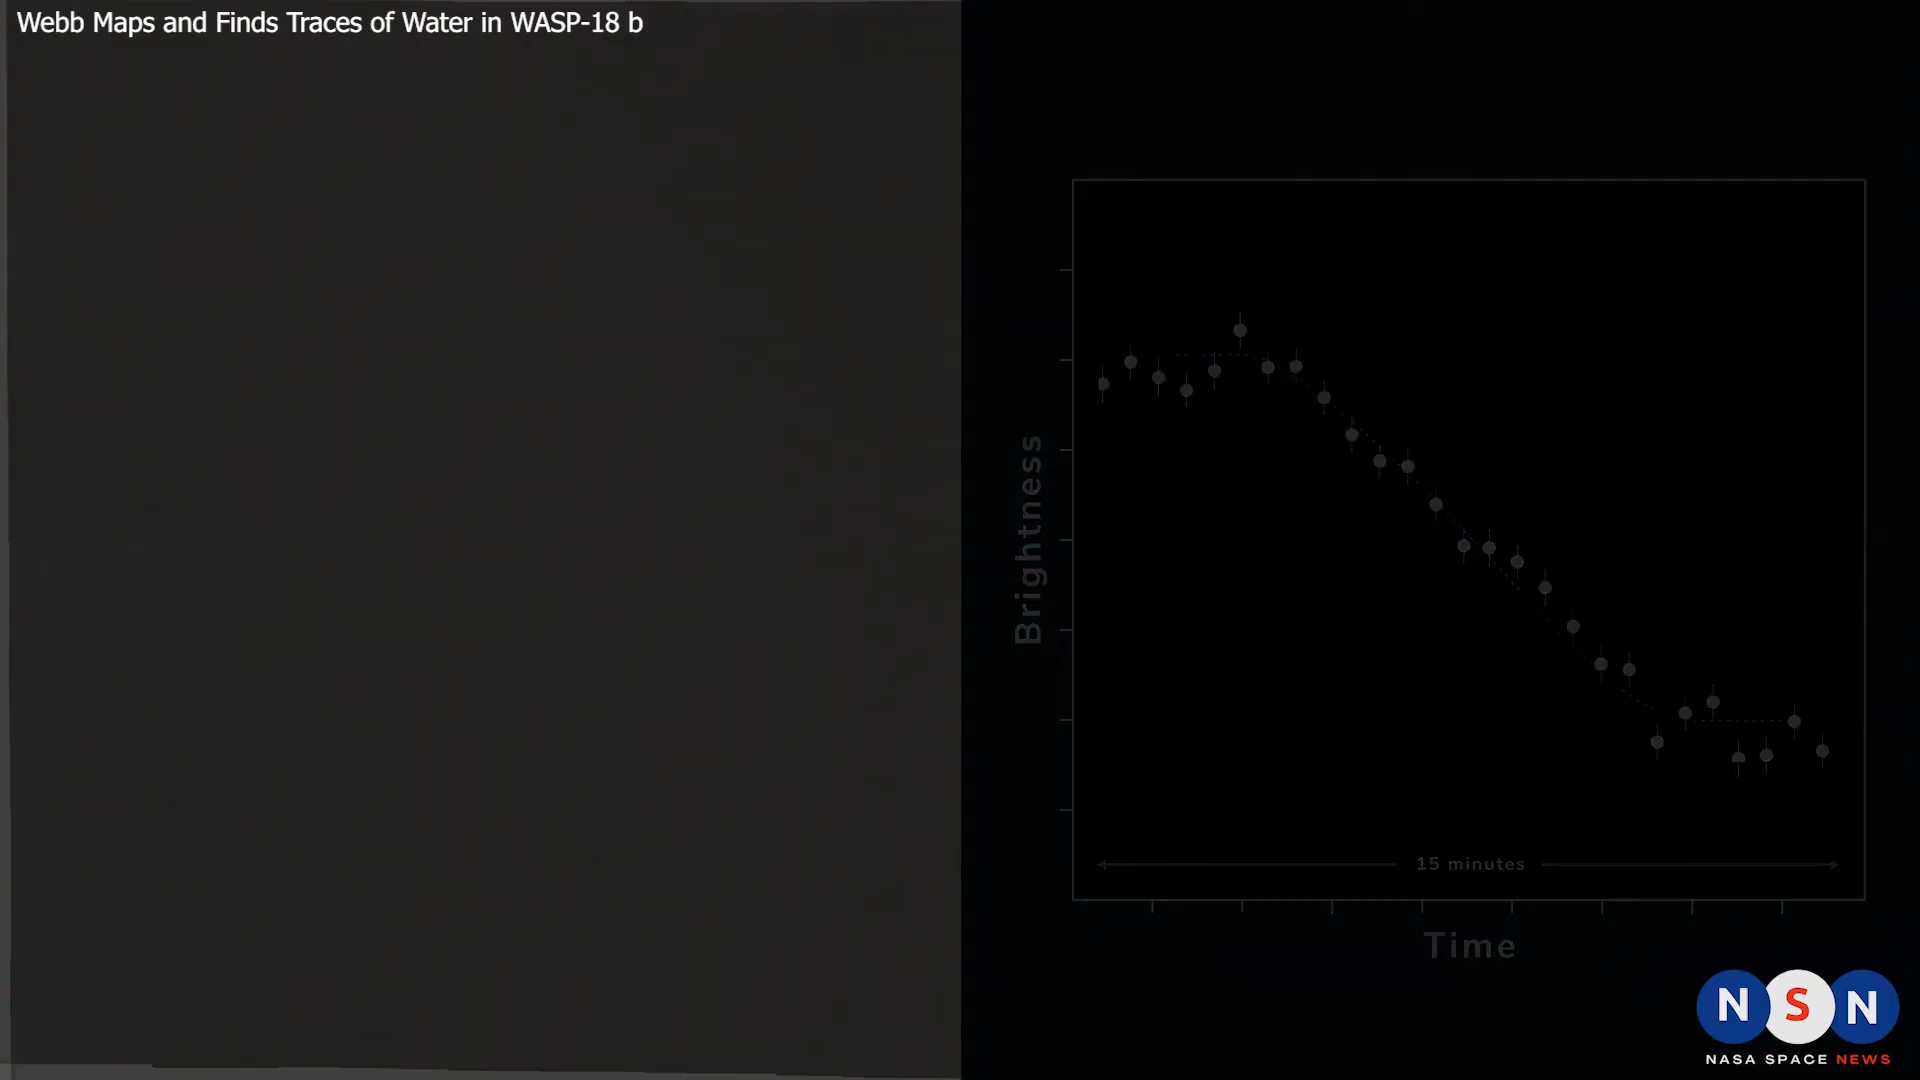 Webb Maps and Finds Traces of Water in WASP-18 b
Brightness
15 minutes
Time
NSN
NASA SPACE NEWS